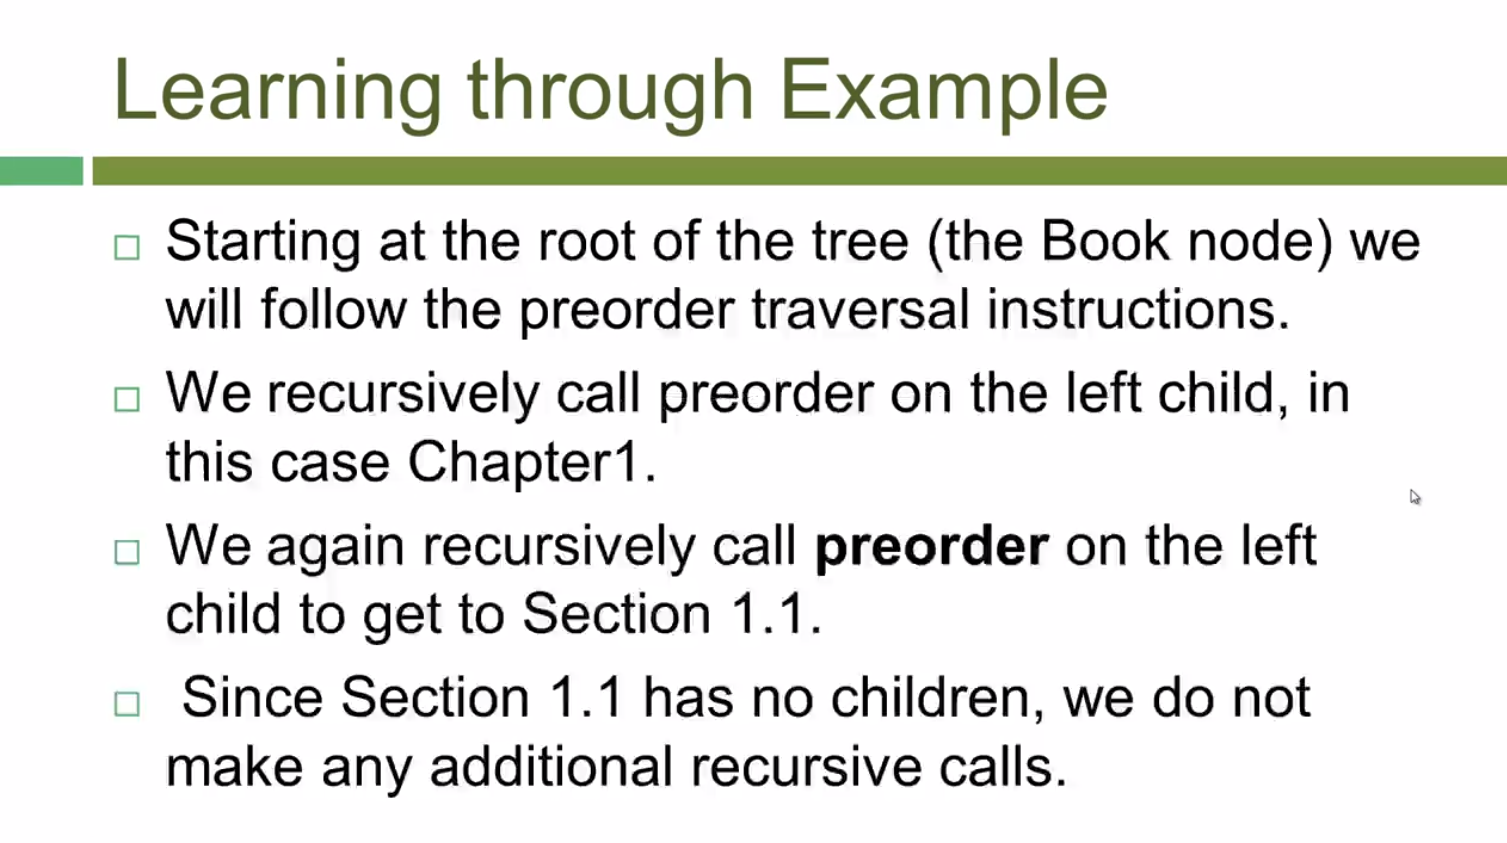 Learning through Example
Starting at the root of the tree (the Book node) we
will follow the preorder traversal instructions.
We recursively call preorder on the left child, in
this case Chapter1.
We again recursively call preorder on the left
child to get to Section 1.1.
Since Section 1.1 has no children, we do not
make any additional recursive calls.